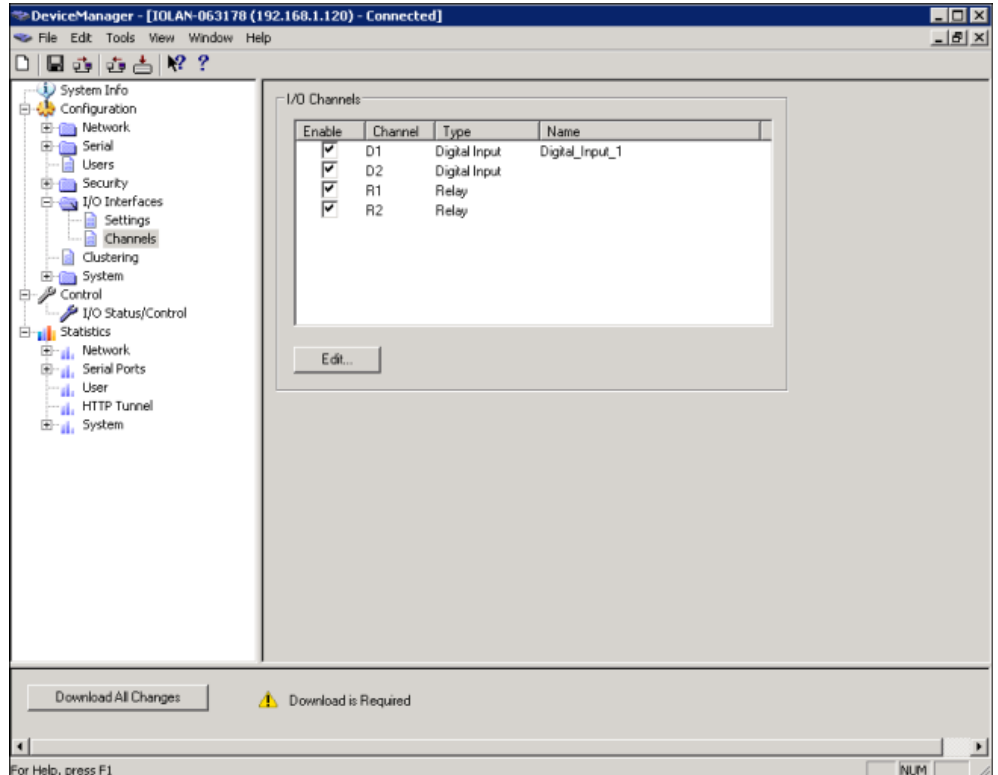 DeviceManager - [IOLAN-063178 (192.168.1.120) - Connected]
File Edit Tools View Window Help
System Info
Configuration
Network
Serial
Users
Security
I/O Interfaces
Settings
Channels
Clustering
System
Control
I/O Status/Control
Statistics
Network
Serial Ports
User
HTTP Tunnel
System
I/O Channels
Enable Channel Type Name
D1 Digital Input Digital_Input_1
D2 Digital Input
R1 Relay
R2 Relay
Edit...
Download All Changes
Download is Required
For Help, press F1
NUM